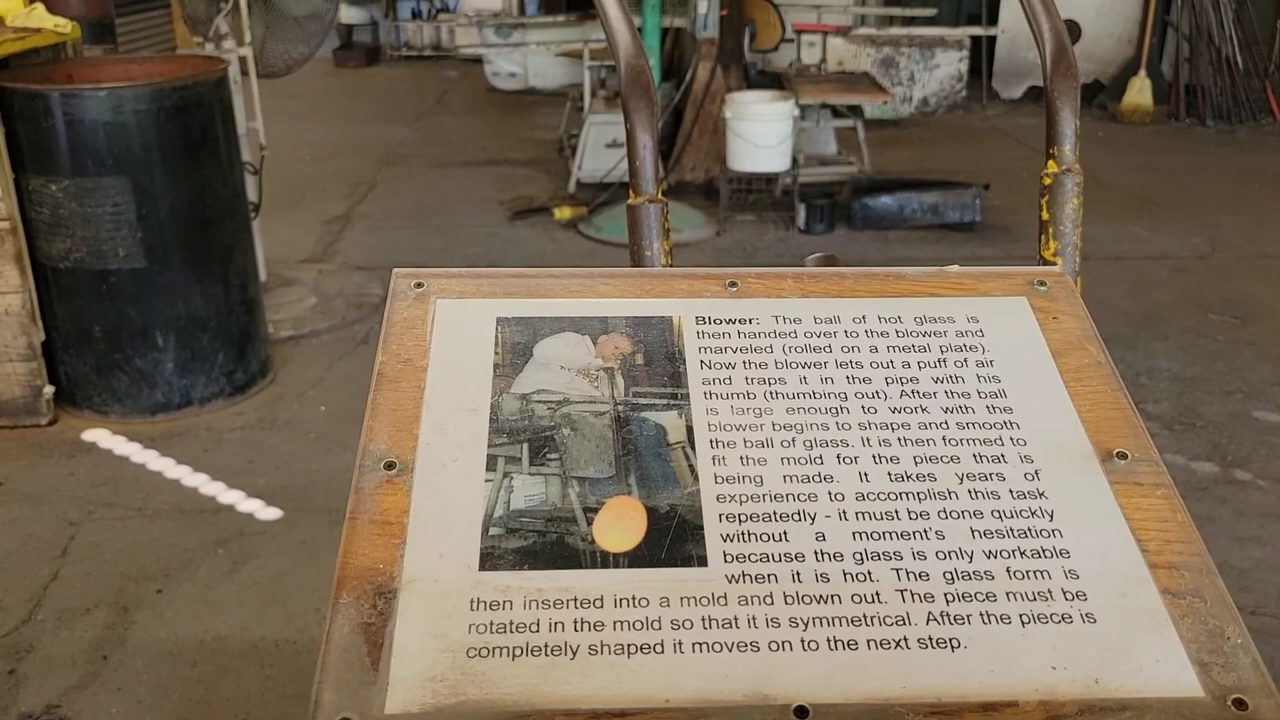 Blower: The ball of hot glass is
then handed over to the blower and
marveled (rolled on a metal plate).
Now the blower lets out a puff of air
and traps it in the pipe with his
thumb (thumbing out). After the ball
is large enough to work with the
blower begins to shape and smooth
the ball of glass. It is then formed to
fit the mold for the piece that is
being made. It takes years of
experience to accomplish this task
repeatedly - it must be done quickly
without a moment's hesitation
because the glass is only workable
when it is hot. The glass form is
then inserted into a mold and blown out. The piece must be
rotated in the mold so that it is symmetrical. After the piece is
completely shaped it moves on to the next step.